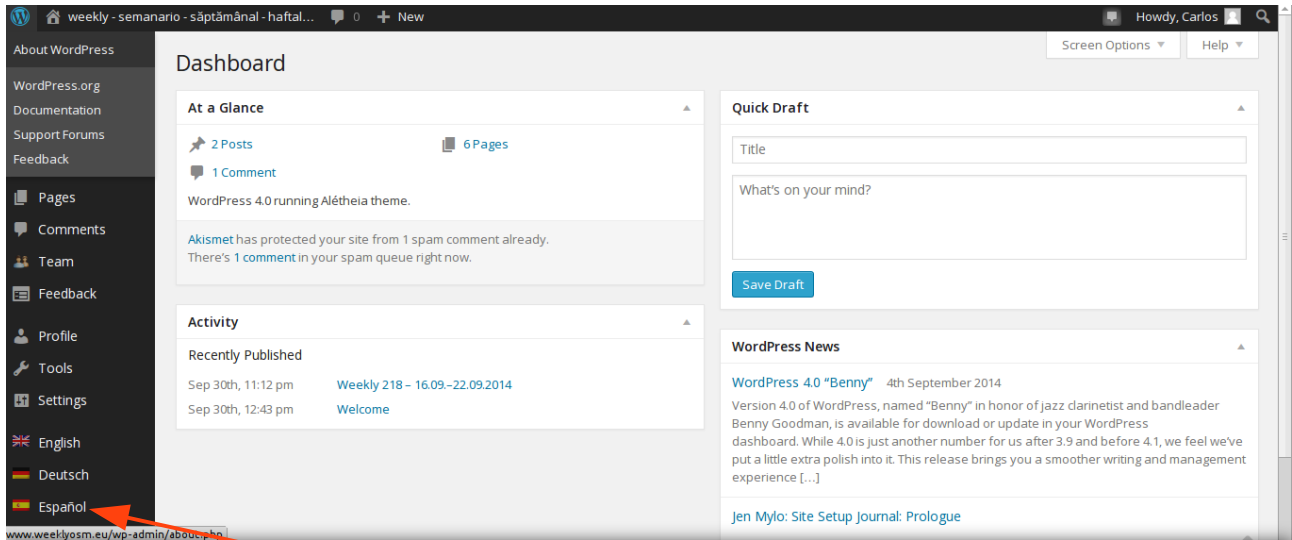 weekly - semanario - săptămânal - haftal...
0
+ New
Howdy, Carlos
About WordPress
WordPress.org
Documentation
Support Forums
Feedback
Pages
Comments
Team
Feedback
Profile
Tools
Settings
English
Deutsch
Español
www.weeklyosm.eu/wp-admin/about.php
Screen Options
Help
Dashboard
At a Glance
2 Posts
6 Pages
1 Comment
WordPress 4.0 running Alétheia theme.
Akismet has protected your site from 1 spam comment already.
There's 1 comment in your spam queue right now.
Activity
Recently Published
Sep 30th, 11:12 pm Weekly 218 – 16.09.–22.09.2014
Sep 30th, 12:43 pm Welcome
Quick Draft
Title
What's on your mind?
Save Draft
WordPress News
WordPress 4.0 “Benny” 4th September 2014
Version 4.0 of WordPress, named “Benny” in honor of jazz clarinetist and bandleader
Benny Goodman, is available for download or update in your WordPress
dashboard. While 4.0 is just another number for us after 3.9 and before 4.1, we feel we've
put a little extra polish into it. This release brings you a smoother writing and management
experience […]
Jen Mylo: Site Setup Journal: Prologue